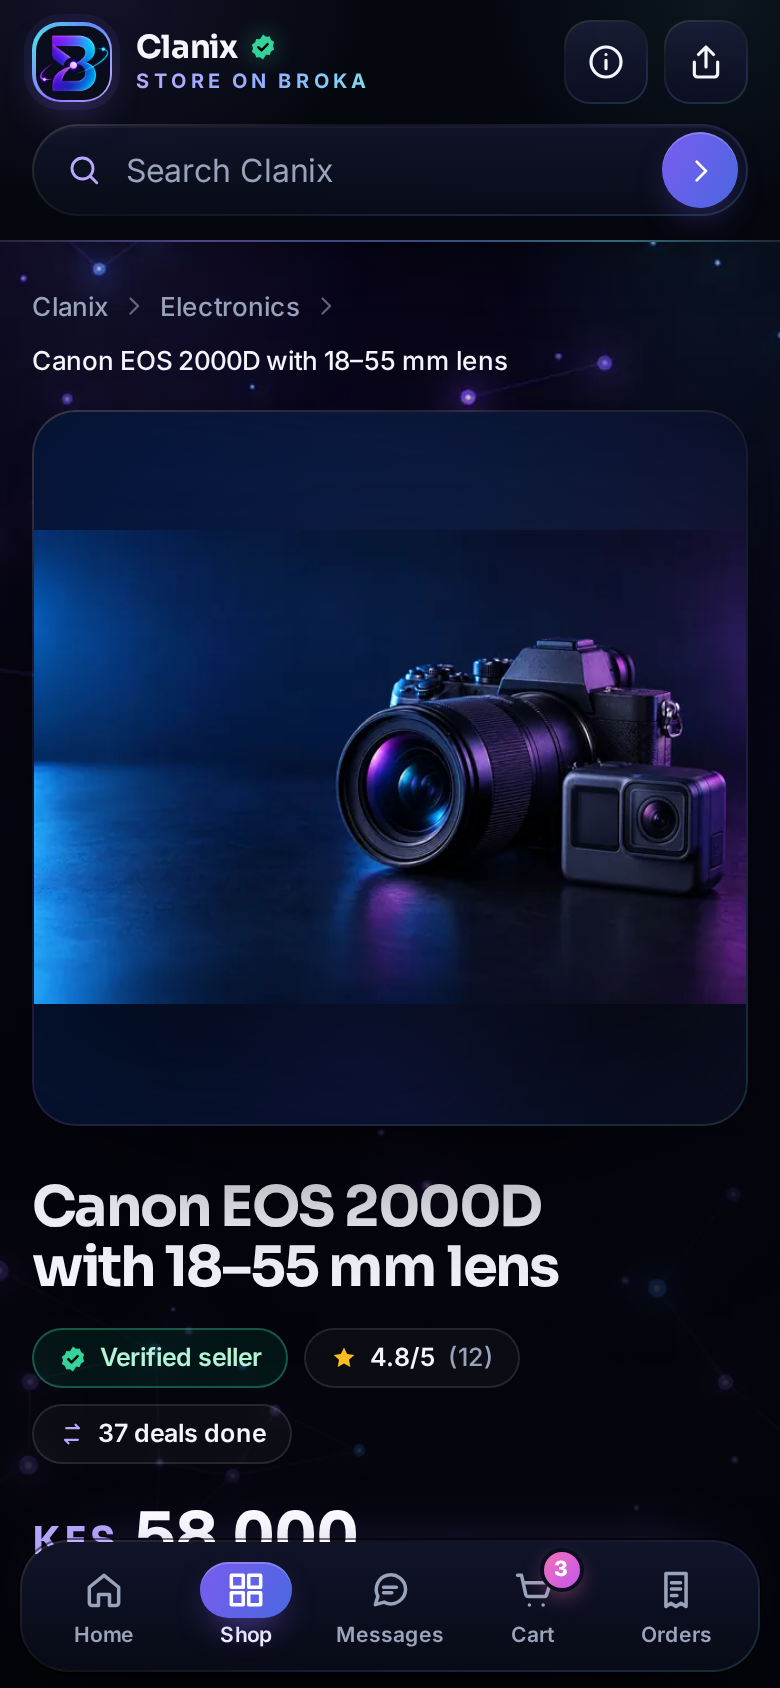 Clanix
STORE ON BROKA
Search Clanix
Clanix > Electronics >
Canon EOS 2000D with 18–55 mm lens
Canon EOS 2000D
with 18–55 mm lens
Verified seller
4.8/5 (12)
37 deals done
KES 58,000
3
Home
Shop
Messages
Cart
Orders